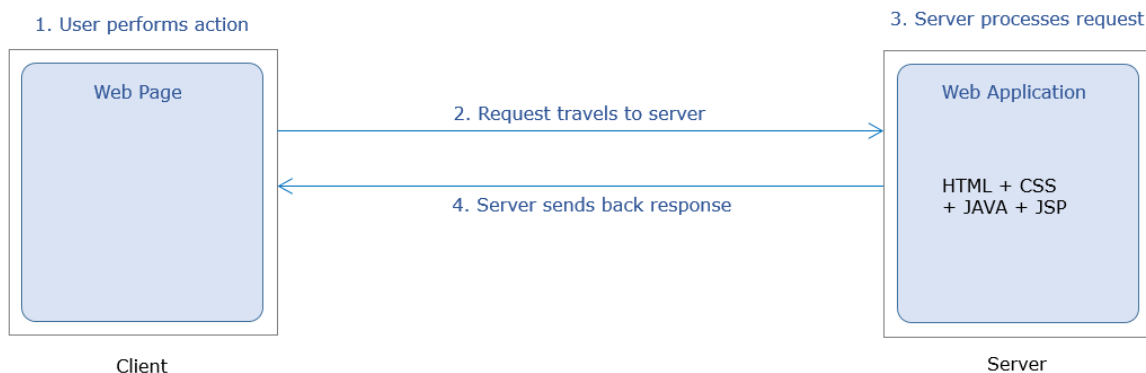 1. User performs action
3. Server processes request
Web Page
Web Application
2. Request travels to server
HTML + CSS
+ JAVA + JSP
4. Server sends back response
Client
Server